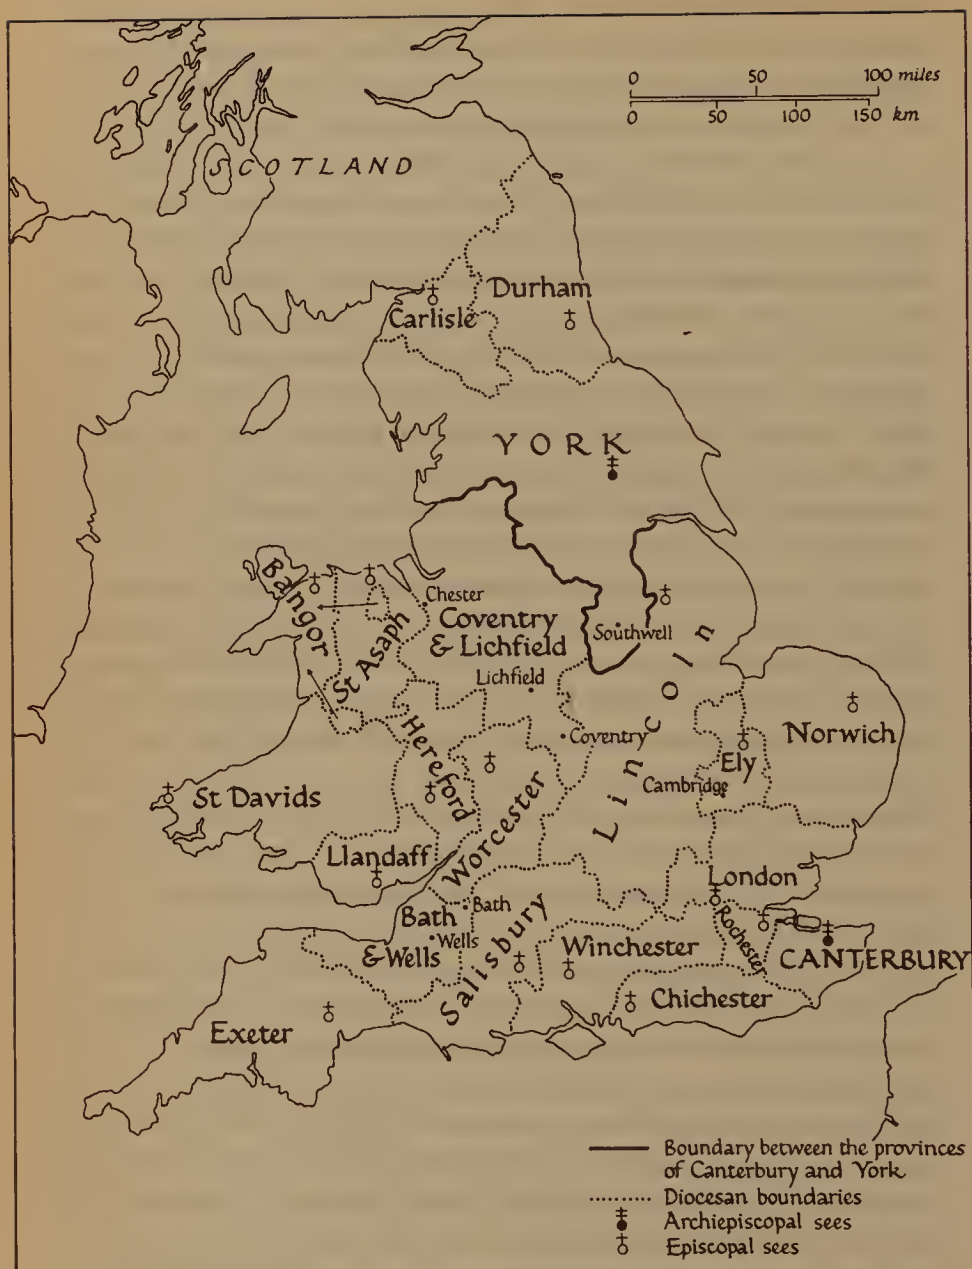 0 50 100 miles
0 50 100 150 km
SCOTLAND
Durham
Carlisle
YORK
Bangor
St Asaph
Chester
Coventry
& Lichfield
Southwell
Lichfield
Lincoln
Coventry
Norwich
Hereford
Ely
Cambridge
St Davids
Worcester
Llandaff
London
Bath
Bath
& Wells
Wells
Salisbury
Winchester
Rochester
CANTERBURY
Chichester
Exeter
Boundary between the provinces
of Canterbury and York
Diocesan boundaries
Archiepiscopal sees
Episcopal sees